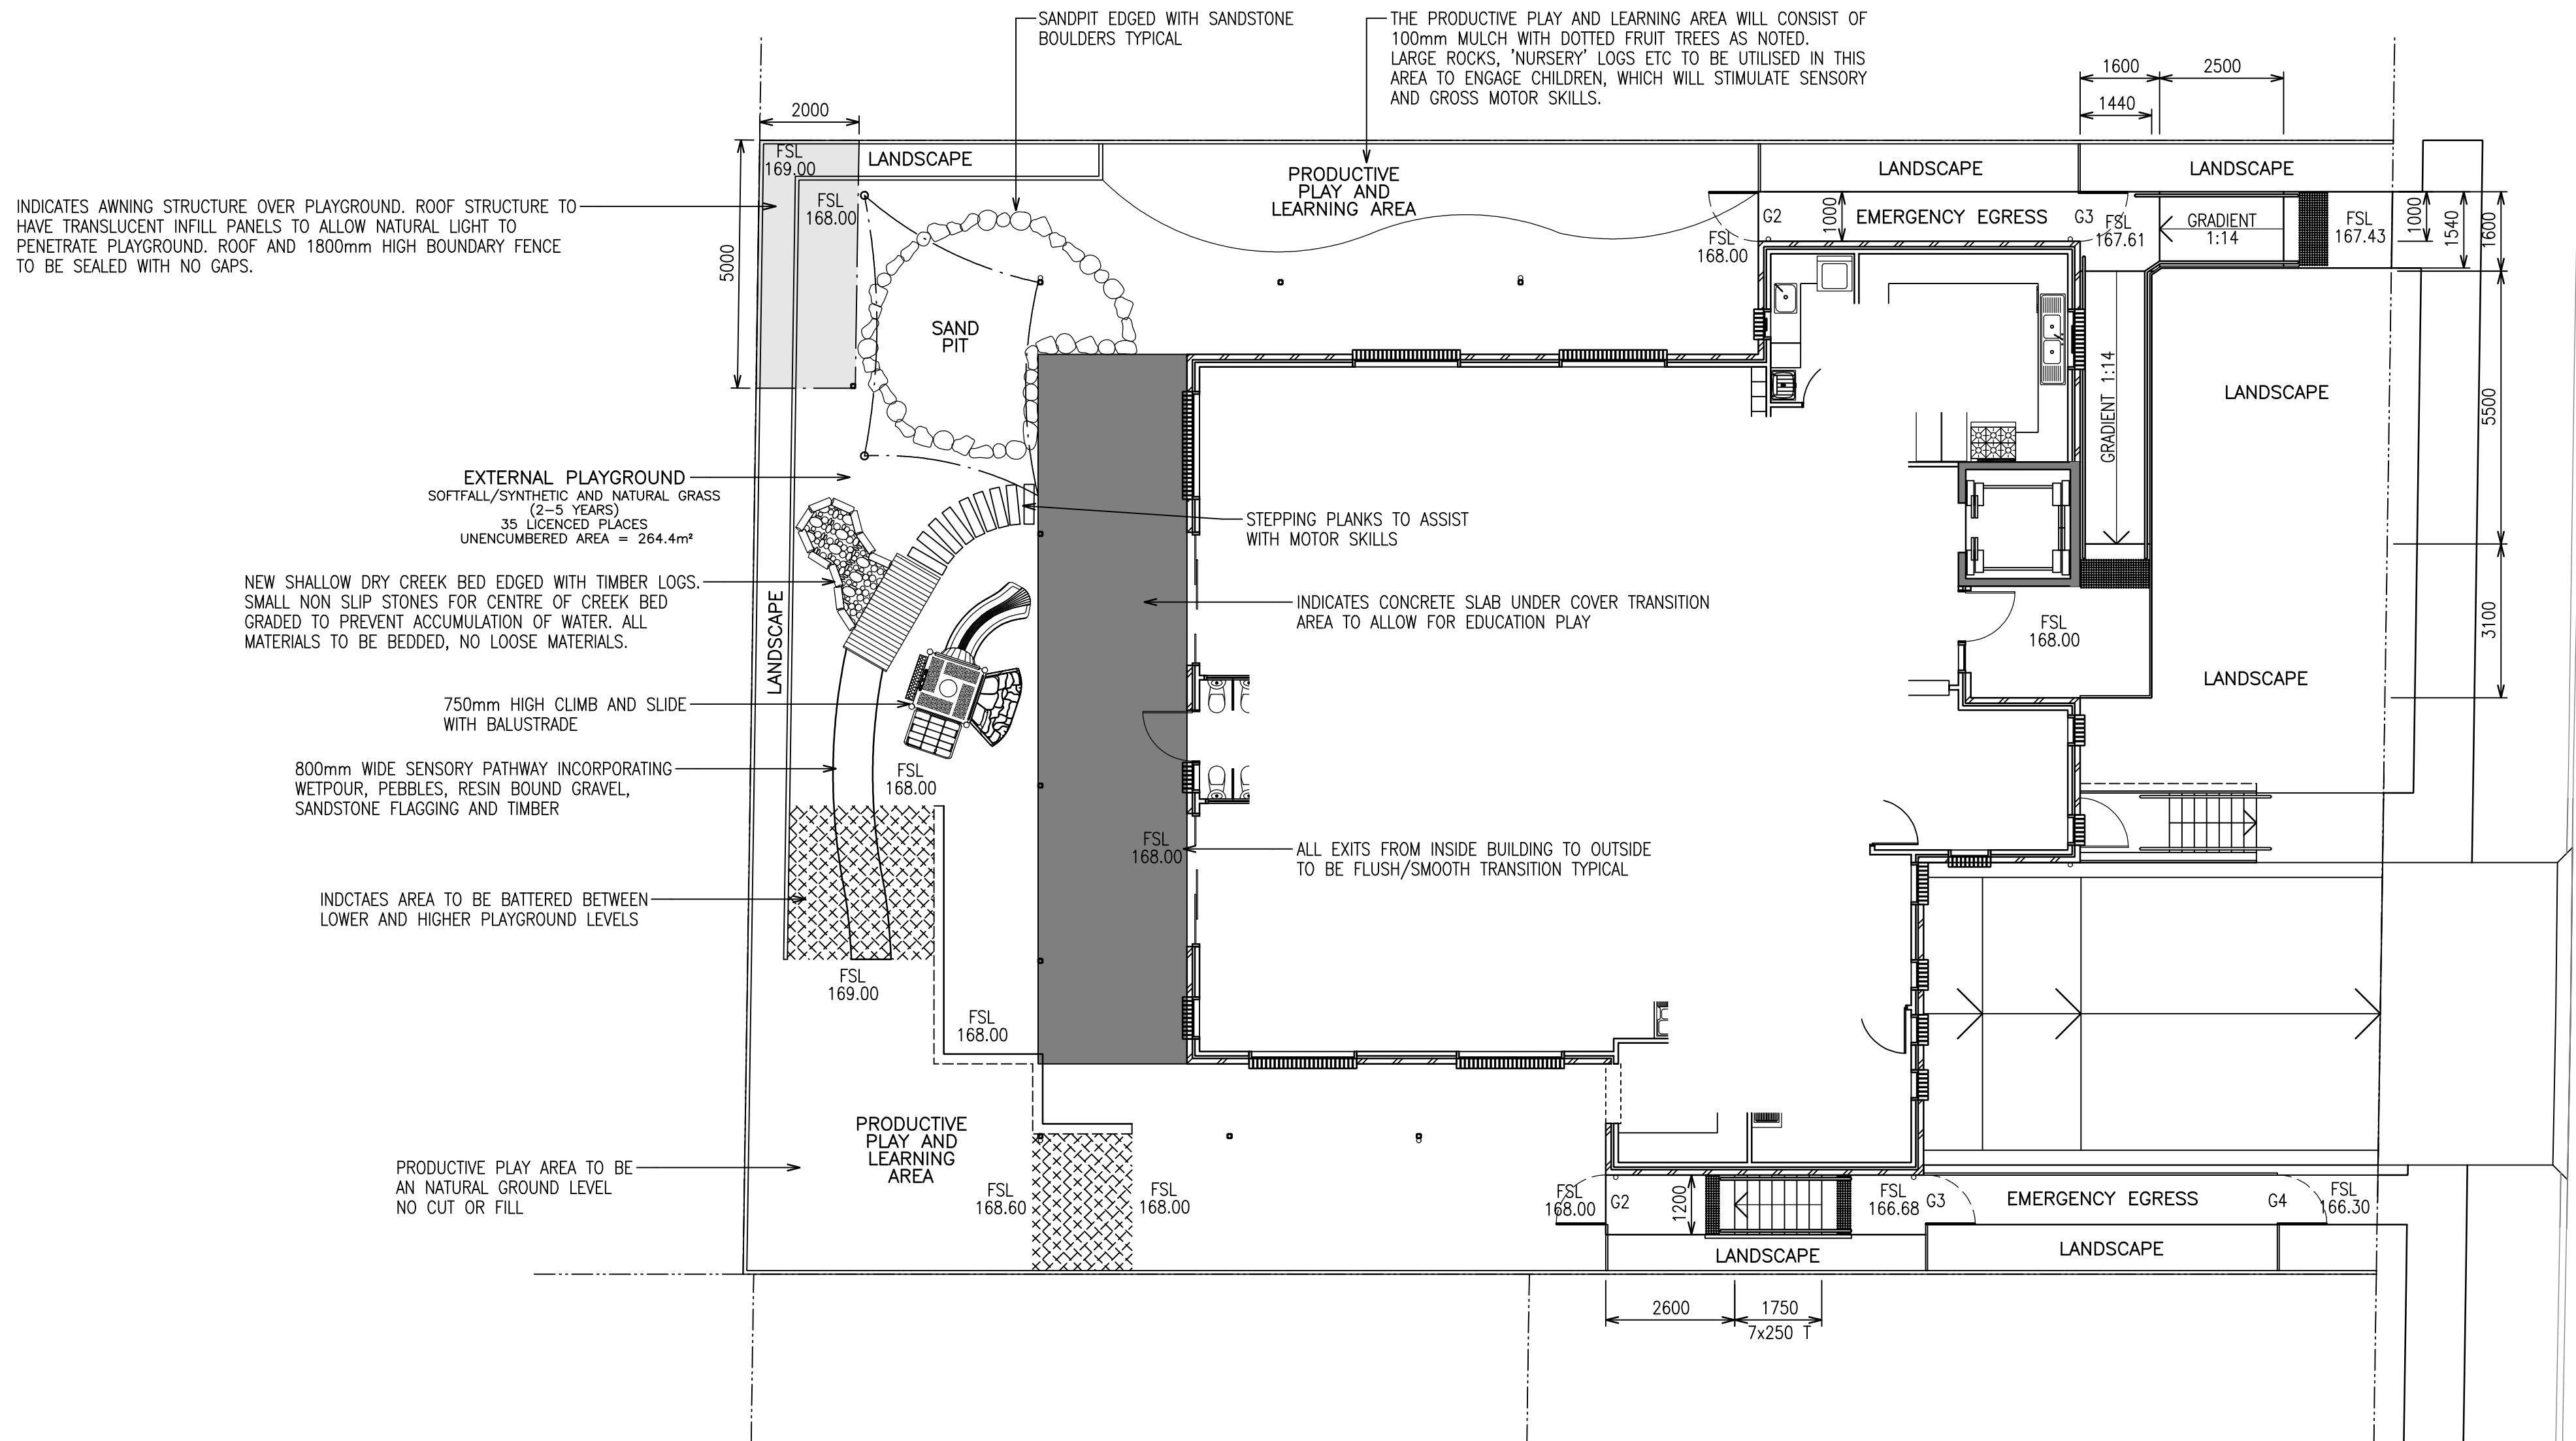 SANDPIT EDGED WITH SANDSTONE
BOULDERS TYPICAL
THE PRODUCTIVE PLAY AND LEARNING AREA WILL CONSIST OF
100mm MULCH WITH DOTTED FRUIT TREES AS NOTED.
LARGE ROCKS, 'NURSERY' LOGS ETC TO BE UTILISED IN THIS
AREA TO ENGAGE CHILDREN, WHICH WILL STIMULATE SENSORY
AND GROSS MOTOR SKILLS.
1600
2500
1440
2000
FSL
169.00
LANDSCAPE
PRODUCTIVE
PLAY AND
LEARNING AREA
LANDSCAPE
LANDSCAPE
INDICATES AWNING STRUCTURE OVER PLAYGROUND. ROOF STRUCTURE TO
HAVE TRANSLUCENT INFILL PANELS TO ALLOW NATURAL LIGHT TO
PENETRATE PLAYGROUND. ROOF AND 1800mm HIGH BOUNDARY FENCE
TO BE SEALED WITH NO GAPS.
5000
FSL
168.00
FSL
168.00
G2
1000
EMERGENCY EGRESS
G3
FSL
167.61
GRADIENT
1:14
FSL
167.43
1000
1540
1600
SAND
PIT
GRADIENT 1:14
LANDSCAPE
5500
EXTERNAL PLAYGROUND
SOFTFALL/SYNTHETIC AND NATURAL GRASS
(2-5 YEARS)
35 LICENCED PLACES
UNENCUMBERED AREA = 264.4m²
STEPPING PLANKS TO ASSIST
WITH MOTOR SKILLS
NEW SHALLOW DRY CREEK BED EDGED WITH TIMBER LOGS.
SMALL NON SLIP STONES FOR CENTRE OF CREEK BED
GRADED TO PREVENT ACCUMULATION OF WATER. ALL
MATERIALS TO BE BEDDED, NO LOOSE MATERIALS.
LANDSCAPE
INDICATES CONCRETE SLAB UNDER COVER TRANSITION
AREA TO ALLOW FOR EDUCATION PLAY
FSL
168.00
3100
LANDSCAPE
750mm HIGH CLIMB AND SLIDE
WITH BALUSTRADE
800mm WIDE SENSORY PATHWAY INCORPORATING
WETPOUR, PEBBLES, RESIN BOUND GRAVEL,
SANDSTONE FLAGGING AND TIMBER
FSL
168.00
FSL
168.00
ALL EXITS FROM INSIDE BUILDING TO OUTSIDE
TO BE FLUSH/SMOOTH TRANSITION TYPICAL
INDCTAES AREA TO BE BATTERED BETWEEN
LOWER AND HIGHER PLAYGROUND LEVELS
FSL
169.00
FSL
168.00
PRODUCTIVE
PLAY AND
LEARNING
AREA
PRODUCTIVE PLAY AREA TO BE
AN NATURAL GROUND LEVEL
NO CUT OR FILL
FSL
168.60
FSL
168.00
FSL
168.00
G2
1200
FSL
166.68
G3
EMERGENCY EGRESS
G4
FSL
166.30
LANDSCAPE
LANDSCAPE
2600
1750
7x250 T